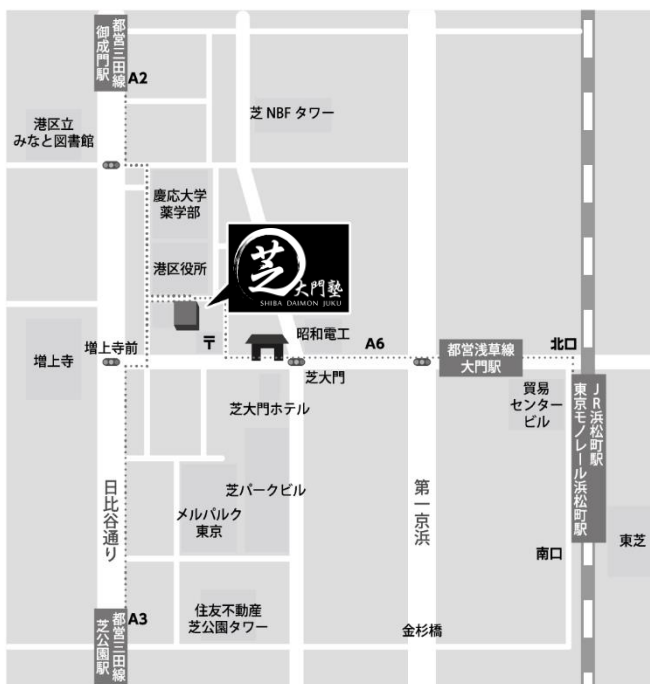 都営三田線
御成門駅
A2
港区立
みなと図書館
芝 NBF タワー
慶応大学
薬学部
港区役所
芝
大門塾
SHIBA DAIMON JUKU
増上寺
増上寺前
〒
昭和電工
A6
都営浅草線
大門駅
北口
芝大門
芝大門ホテル
貿易
センター
ビル
JR浜松町駅
東京モノレール浜松町駅
日比谷通り
芝パークビル
メルパルク
東京
第一京浜
南口
東芝
A3
都営三田線
芝公園駅
住友不動産
芝公園タワー
金杉橋